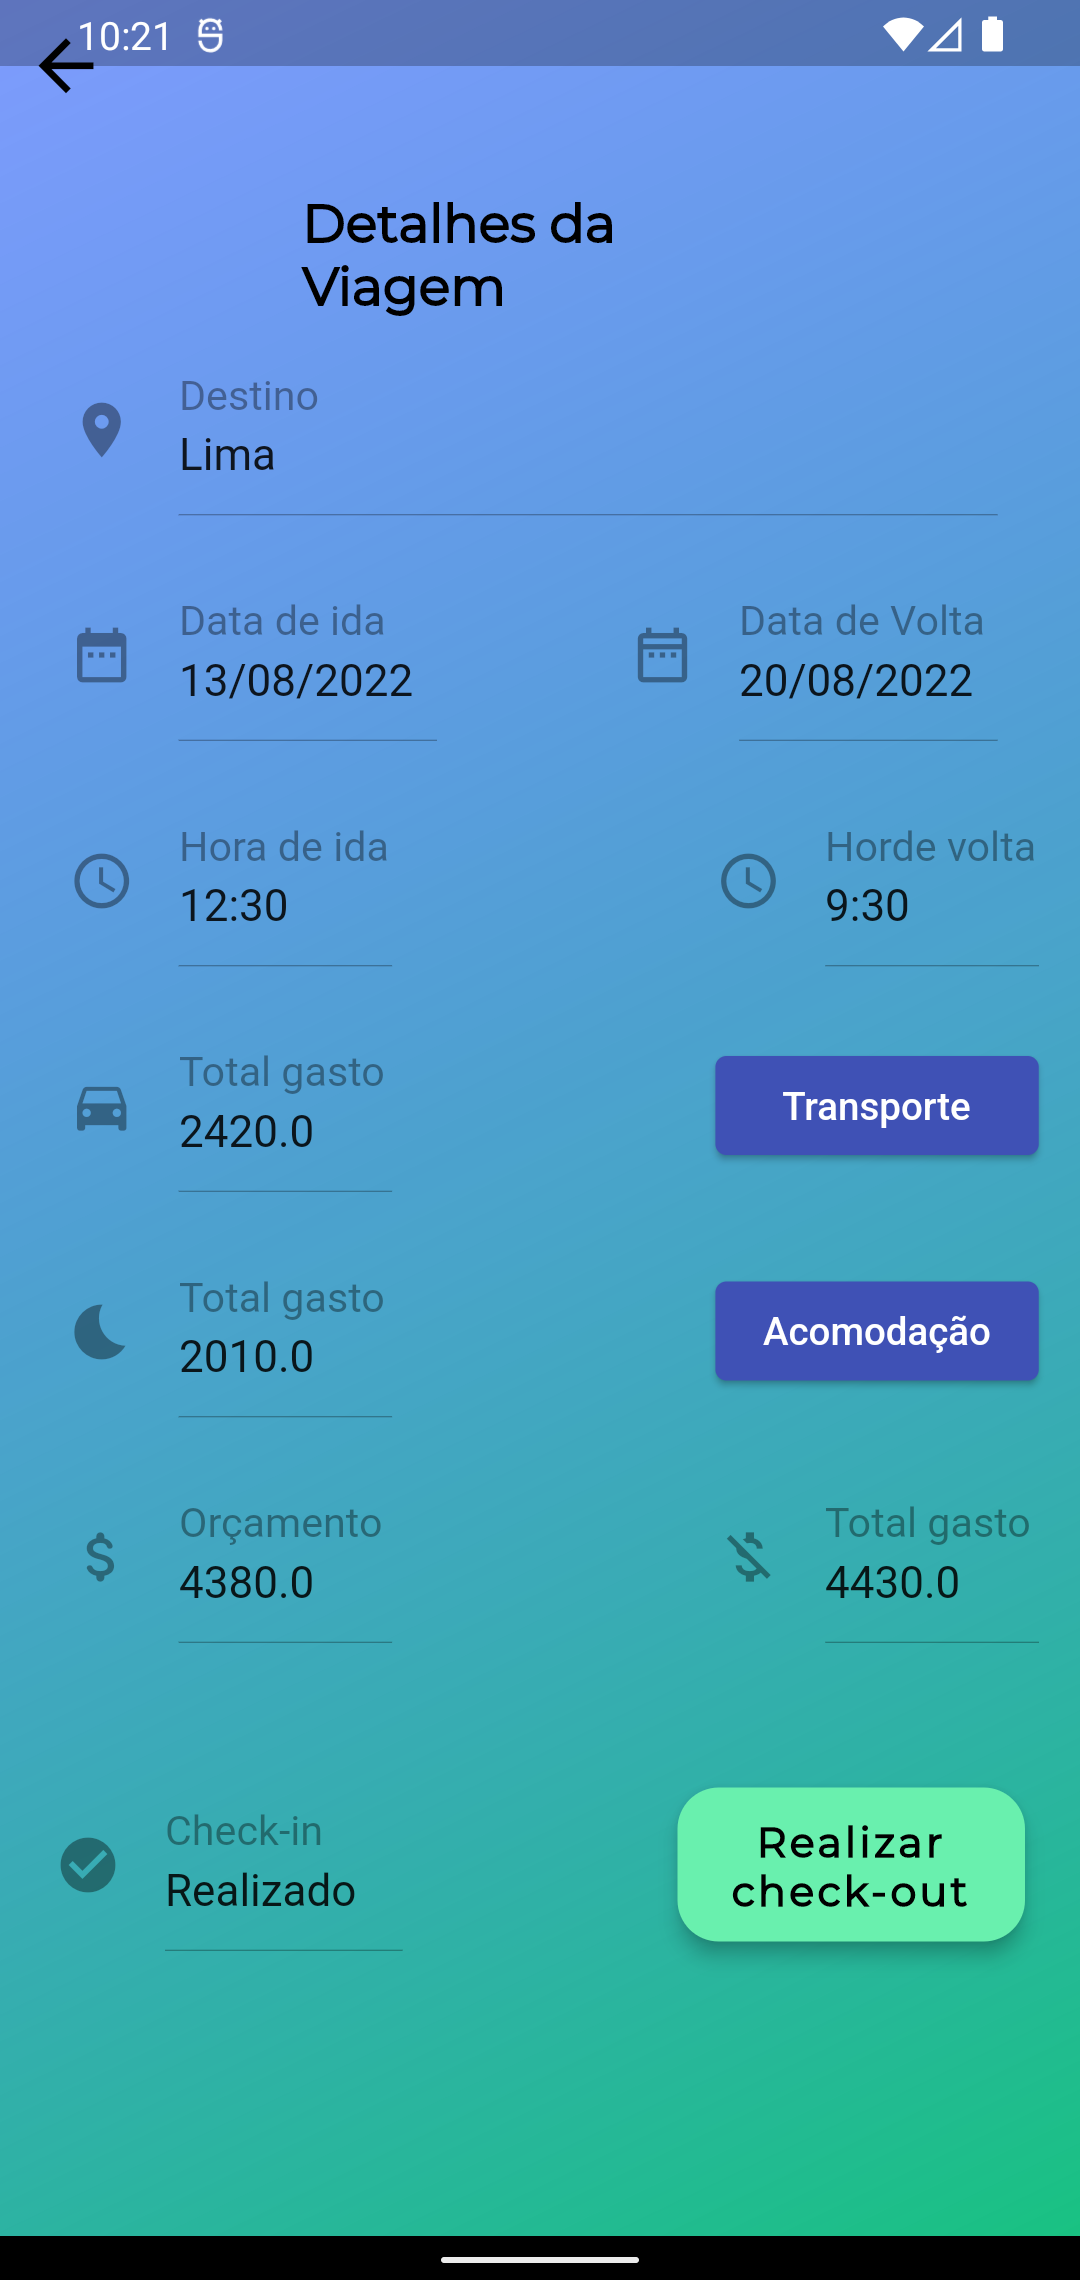 10:21
Detalhes da
Viagem
Destino
Lima
Data de ida
Data de Volta
13/08/2022
20/08/2022
Hora de ida
Horde volta
12:30
9:30
Total gasto
2420.0
Transporte
Total gasto
2010.0
Acomodação
Orçamento
Total gasto
4380.0
4430.0
Check-in
Realizado
Realizar
check-out